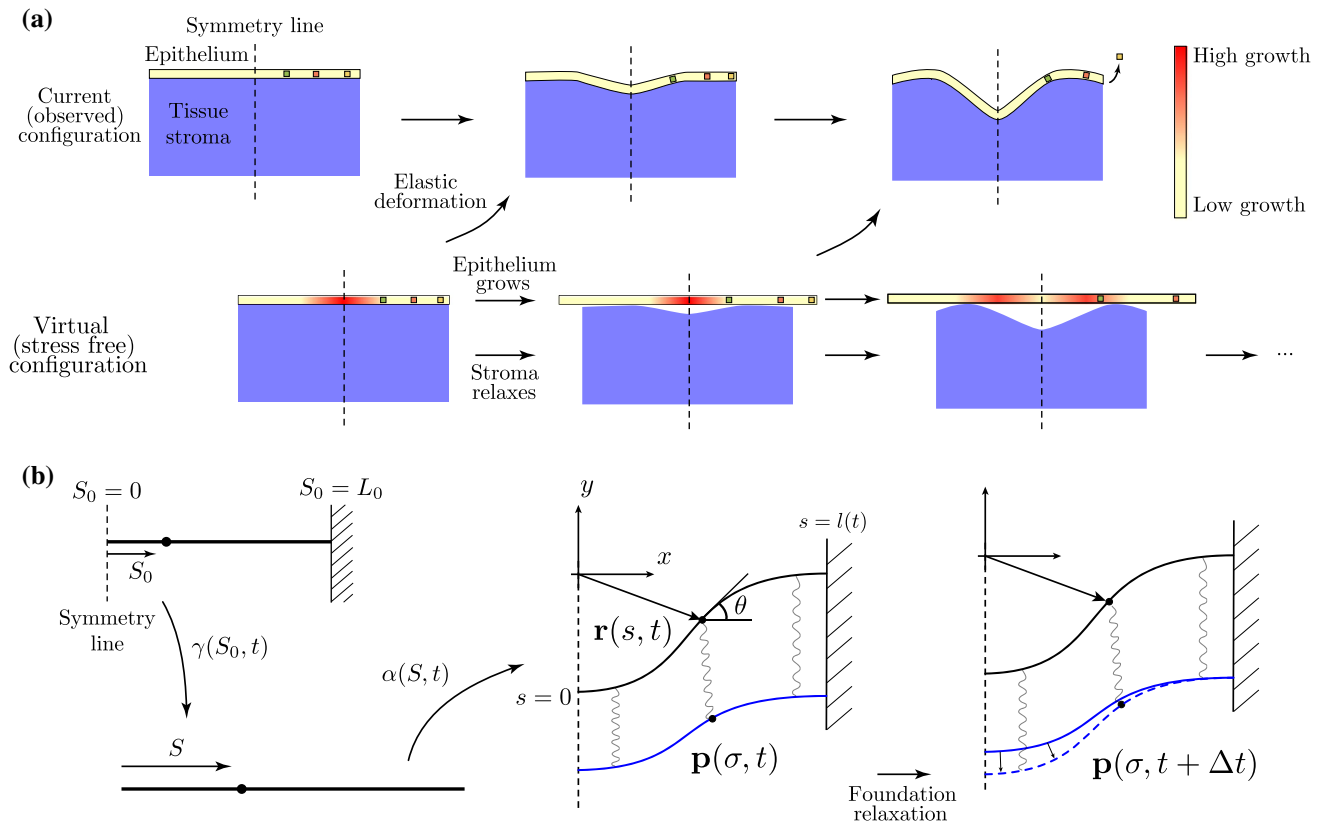 (a)
Symmetry line
Epithelium
Current
(observed)
configuration
Tissue
stroma
Elastic
deformation
High growth
Low growth
Virtual
(stress free)
configuration
Epithelium
grows
Stroma
relaxes
...
(b)
S₀ = 0
S₀ = L₀
S₀
Symmetry
line
γ(S₀, t)
S
α(S, t)
y
x
s = l(t)
θ
r(s, t)
s = 0
p(σ, t)
Foundation
relaxation
p(σ, t + Δt)